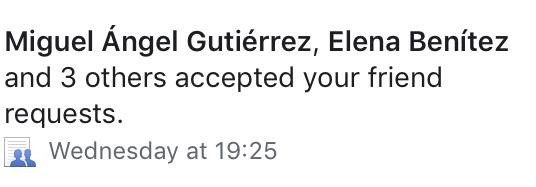 Miguel Ángel Gutiérrez, Elena Benítez
and 3 others accepted your friend
requests.
Wednesday at 19:25